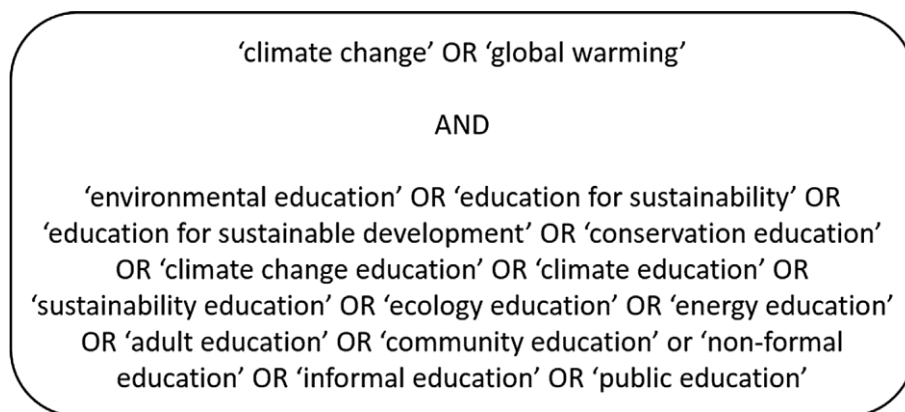 ‘climate change’ OR ‘global warming’
AND
‘environmental education’ OR ‘education for sustainability’ OR
‘education for sustainable development’ OR ‘conservation education’
OR ‘climate change education’ OR ‘climate education’ OR
‘sustainability education’ OR ‘ecology education’ OR ‘energy education’
OR ‘adult education’ OR ‘community education’ or ‘non-formal
education’ OR ‘informal education’ OR ‘public education’